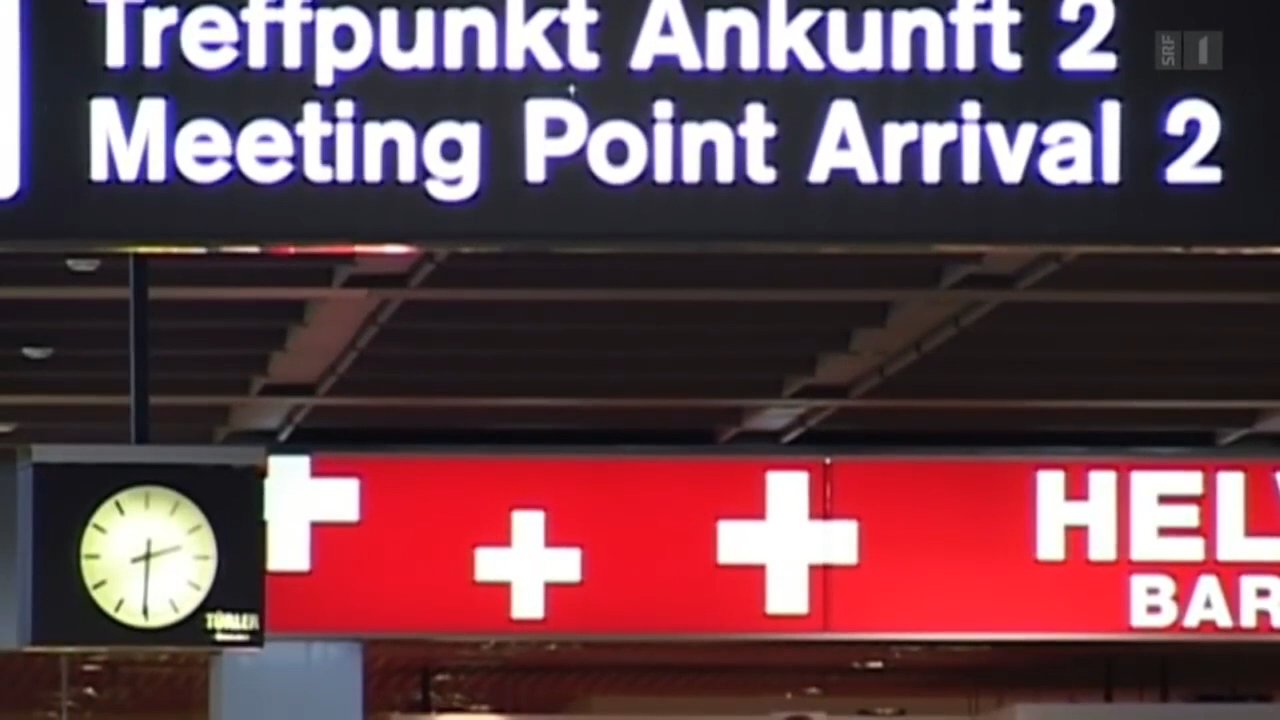 Treffpunkt Ankunft 2
Meeting Point Arrival 2
SRF 1
HEL
BAR
TÜRLER